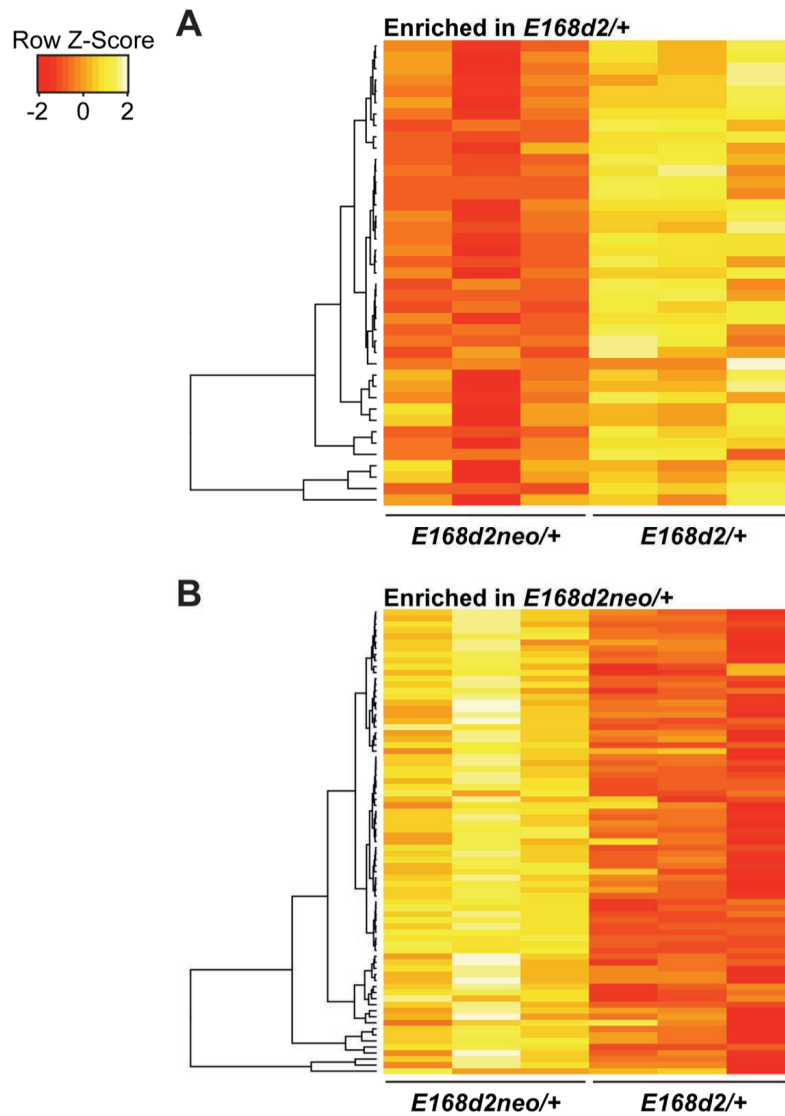 A
Enriched in E168d2/+
Row Z-Score
-2 0 2
E168d2neo/+ E168d2/+
B
Enriched in E168d2neo/+
E168d2neo/+ E168d2/+